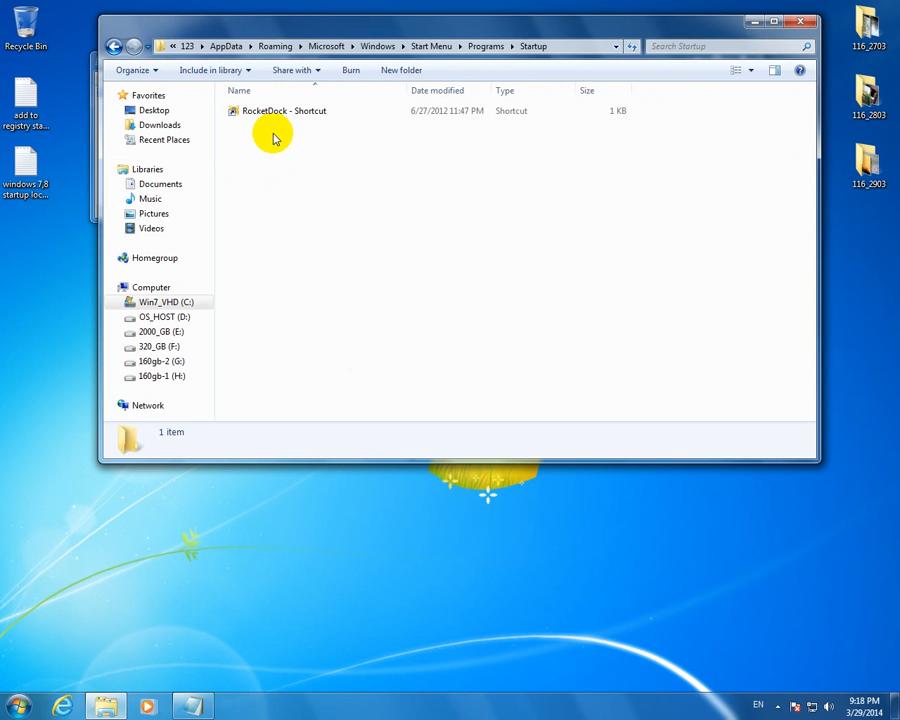 Recycle Bin
add to
registry sta...
windows 7,8
startup loc...
« 123 AppData Roaming Microsoft Windows Start Menu Programs Startup
Search Startup
Organize Include in library Share with Burn New folder
Name Date modified Type Size
RocketDock - Shortcut 6/27/2012 11:47 PM Shortcut 1 KB
Favorites
Desktop
Downloads
Recent Places
Libraries
Documents
Music
Pictures
Videos
Homegroup
Computer
Win7_VHD (C:)
OS_HOST (D:)
2000_GB (E:)
320_GB (F:)
160gb-2 (G:)
160gb-1 (H:)
Network
1 item
116_2703
116_2803
116_2903
EN
9:18 PM
3/29/2014